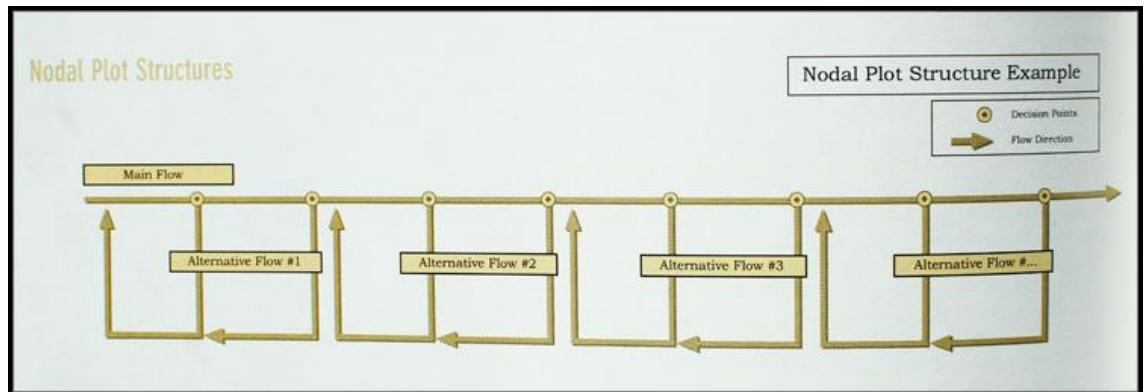 Nodal Plot Structures
Nodal Plot Structure Example
Decision Points
Flow Direction
Main Flow
Alternative Flow #1
Alternative Flow #2
Alternative Flow #3
Alternative Flow #...